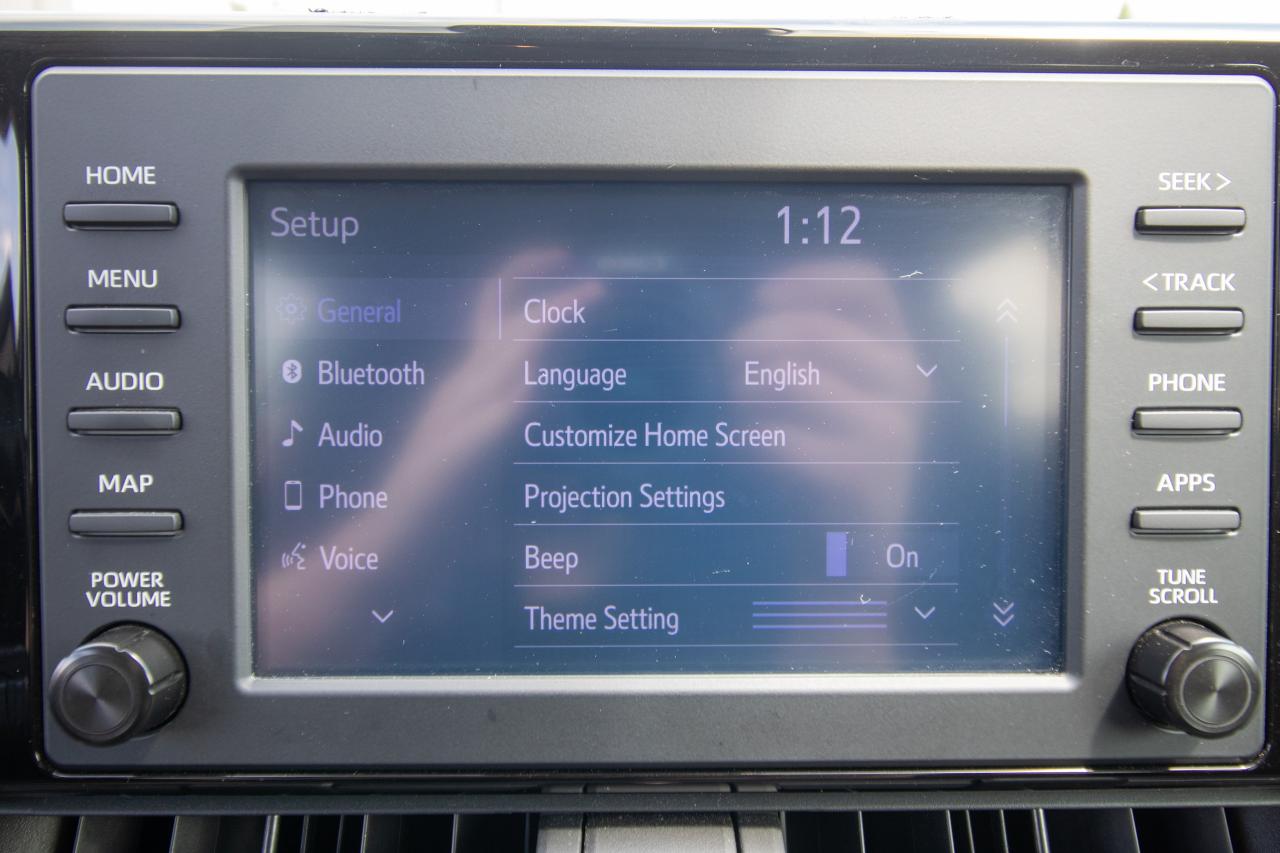 HOME
MENU
AUDIO
MAP
POWER
VOLUME
Setup
1:12
General
Bluetooth
Audio
Phone
Voice
Clock
Language English
Customize Home Screen
Projection Settings
Beep On
Theme Setting
SEEK >
< TRACK
PHONE
APPS
TUNE
SCROLL